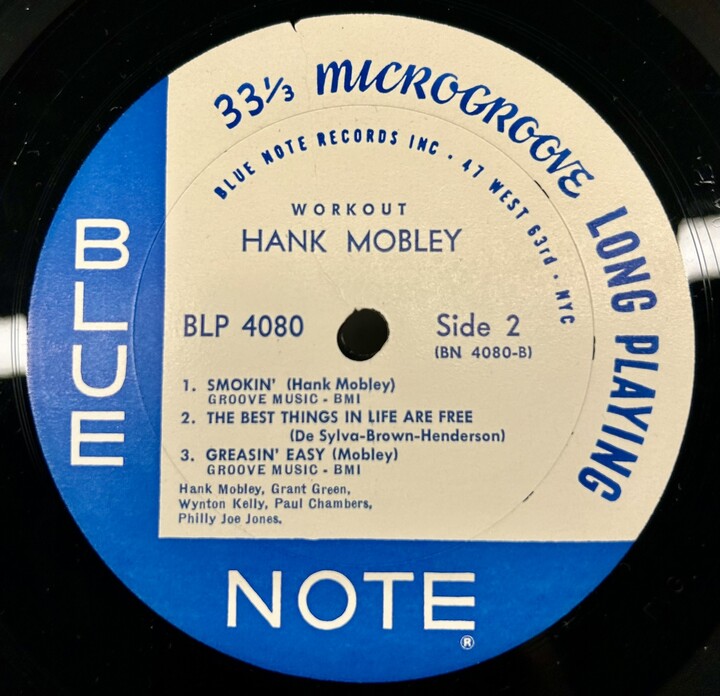 33⅓ MICROGROOVE LONG PLAYING
BLUE NOTE RECORDS INC • 47 WEST 63rd • NYC
WORKOUT
HANK MOBLEY
BLP 4080
Side 2
(BN 4080-B)
1. SMOKIN' (Hank Mobley)
GROOVE MUSIC - BMI
2. THE BEST THINGS IN LIFE ARE FREE
(De Sylva-Brown-Henderson)
3. GREASIN' EASY (Mobley)
GROOVE MUSIC - BMI
Hank Mobley, Grant Green,
Wynton Kelly, Paul Chambers,
Philly Joe Jones.
BLUE
NOTE
®